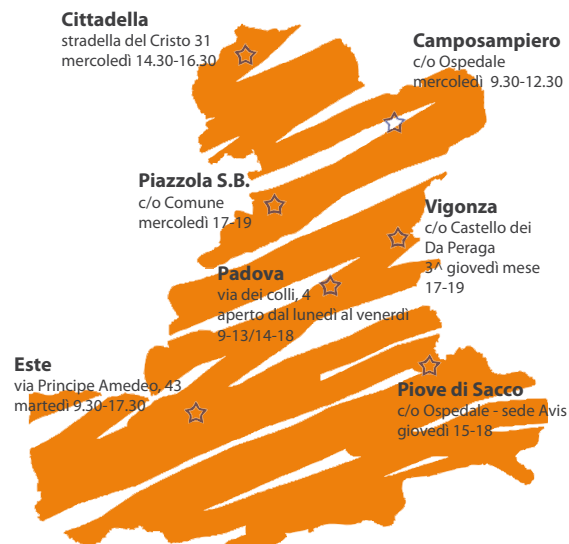 Cittadella
stradella del Cristo 31
mercoledì 14.30-16.30
Camposampiero
c/o Ospedale
mercoledì 9.30-12.30
Piazzola S.B.
c/o Comune
mercoledì 17-19
Vigonza
c/o Castello dei
Da Peraga
3^ giovedì mese
17-19
Padova
via dei colli, 4
aperto dal lunedì al venerdì
9-13/14-18
Este
via Principe Amedeo, 43
martedì 9.30-17.30
Piove di Sacco
c/o Ospedale - sede Avis
giovedì 15-18